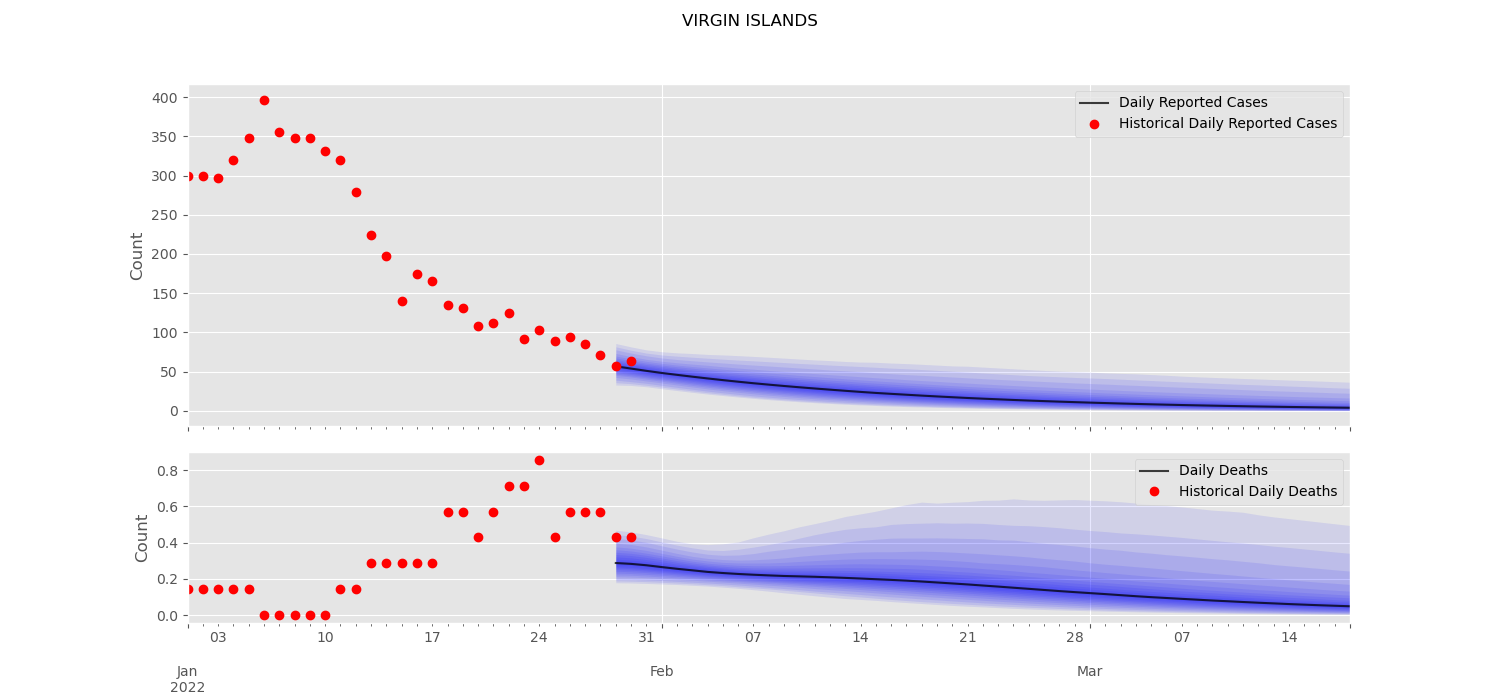 VIRGIN ISLANDS
400
350
300
250
200
150
100
50
0
Count
Daily Reported Cases
Historical Daily Reported Cases
0.8
0.6
0.4
0.2
0.0
Count
Daily Deaths
Historical Daily Deaths
03 10 17 24 31 07 14 21 28 07 14
Jan Feb Mar
2022